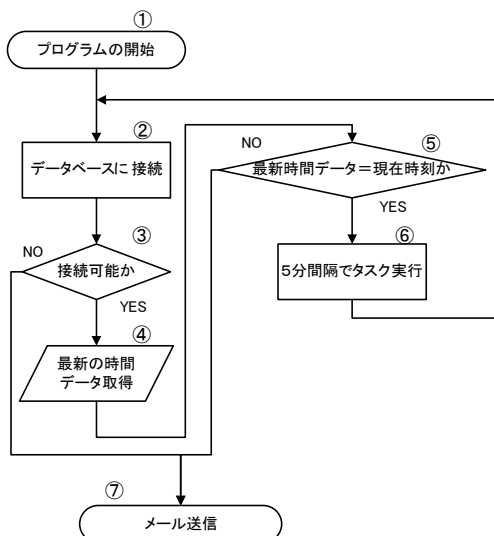 ①
プログラムの開始
②
データベースに接続
③
NO
接続可能か
YES
④
最新の時間
データ取得
NO
⑤
最新時間データ＝現在時刻か
YES
⑥
５分間隔でタスク実行
⑦
メール送信